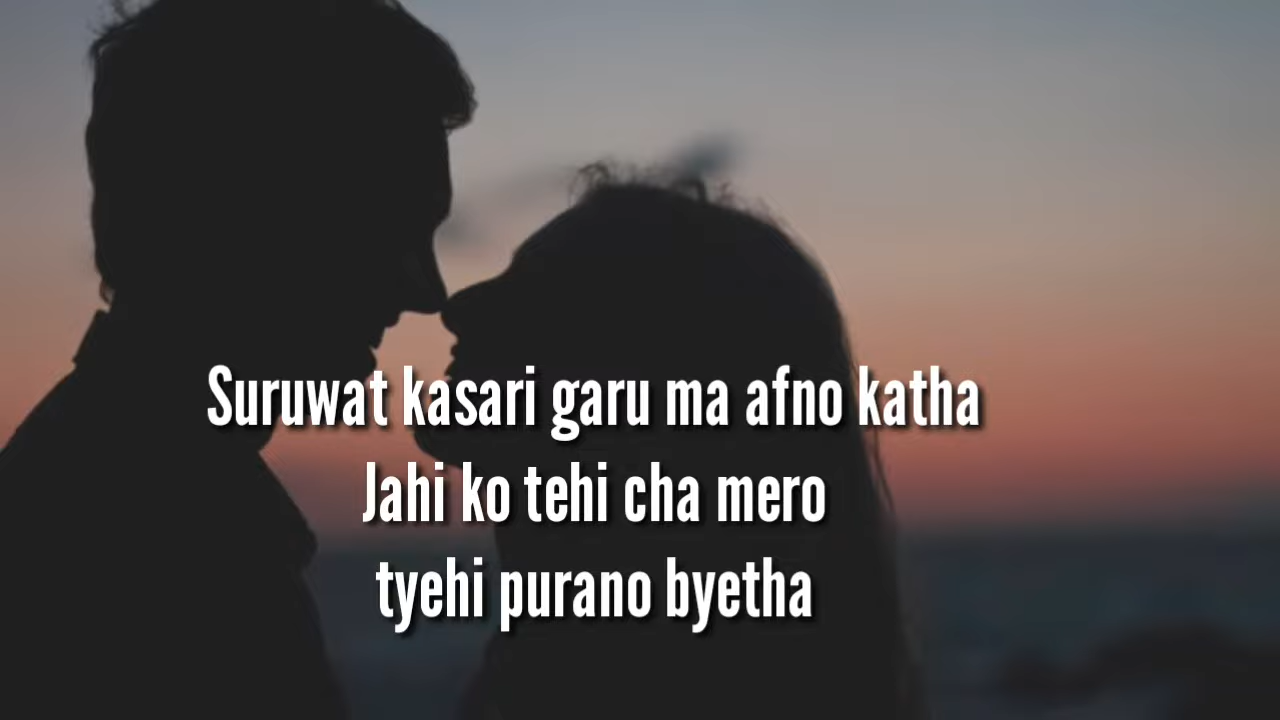 Suruwat kasari garu ma afno katha
Jahi ko tehi cha mero
tyehi purano byetha